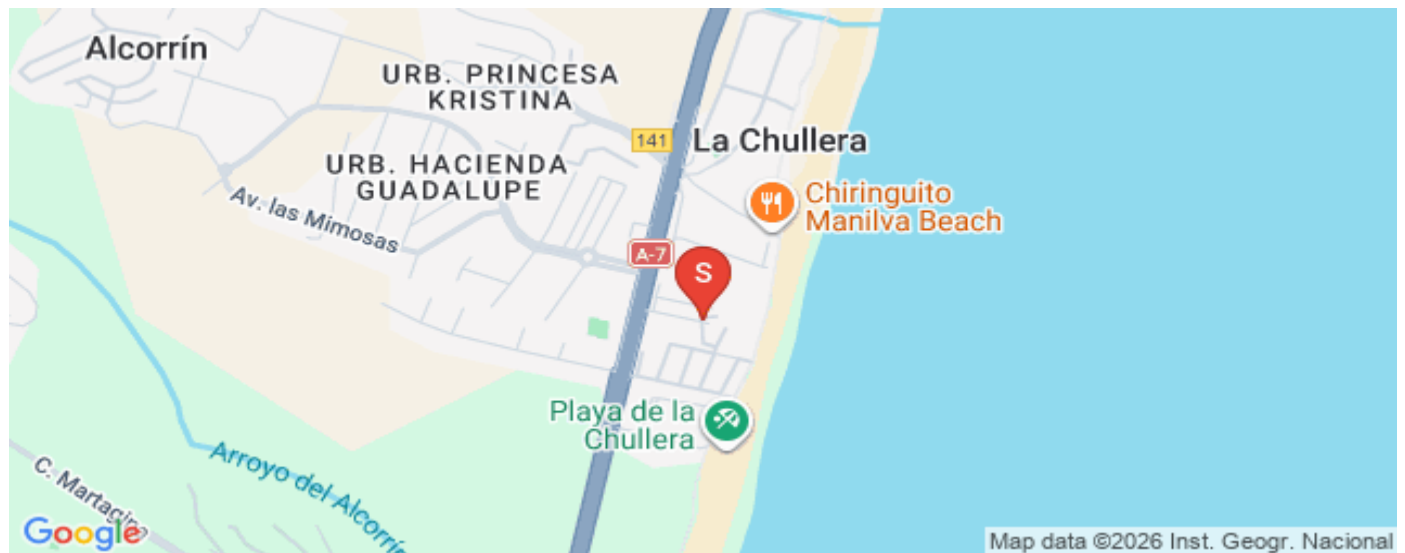 Alcorrín
URB. PRINCESA
KRISTINA
141
La Chullera
URB. HACIENDA
GUADALUPE
Chiringuito
Manilva Beach
Av. las Mimosas
A-7
S
Playa de la
Chullera
Arroyo del Alcorrín
C. Martagina
Google
Map data ©2026 Inst. Geogr. Nacional